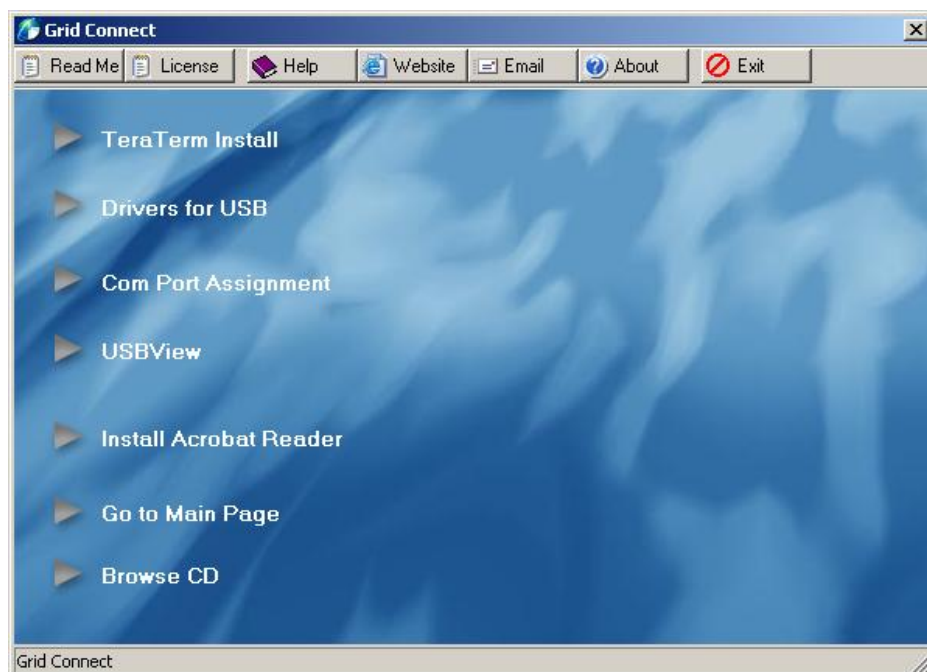 Grid Connect
Read Me License Help Website Email About Exit
TeraTerm Install
Drivers for USB
Com Port Assignment
USBView
Install Acrobat Reader
Go to Main Page
Browse CD
Grid Connect